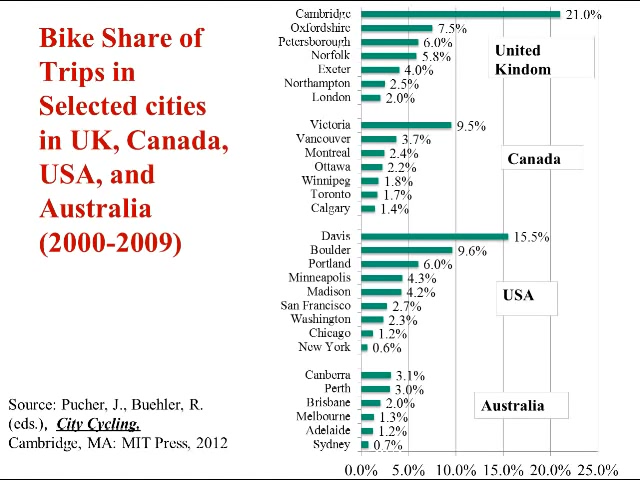 Bike Share of
Trips in
Selected cities
in UK, Canada,
USA, and
Australia
(2000-2009)
Cambridge 21.0%
Oxfordshire 7.5%
Petersborough 6.0%
Norfolk 5.8%
Exeter 4.0%
Northampton 2.5%
London 2.0%
United
Kindom
Victoria 9.5%
Vancouver 3.7%
Montreal 2.4%
Ottawa 2.2%
Winnipeg 1.8%
Toronto 1.7%
Calgary 1.4%
Canada
Davis 15.5%
Boulder 9.6%
Portland 6.0%
Minneapolis 4.3%
Madison 4.2%
San Francisco 2.7%
Washington 2.3%
Chicago 1.2%
New York 0.6%
USA
Canberra 3.1%
Perth 3.0%
Brisbane 2.0%
Melbourne 1.3%
Adelaide 1.2%
Sydney 0.7%
Australia
0.0% 5.0% 10.0% 15.0% 20.0% 25.0%
Source: Pucher, J., Buehler, R.
(eds.), City Cycling,
Cambridge, MA: MIT Press, 2012